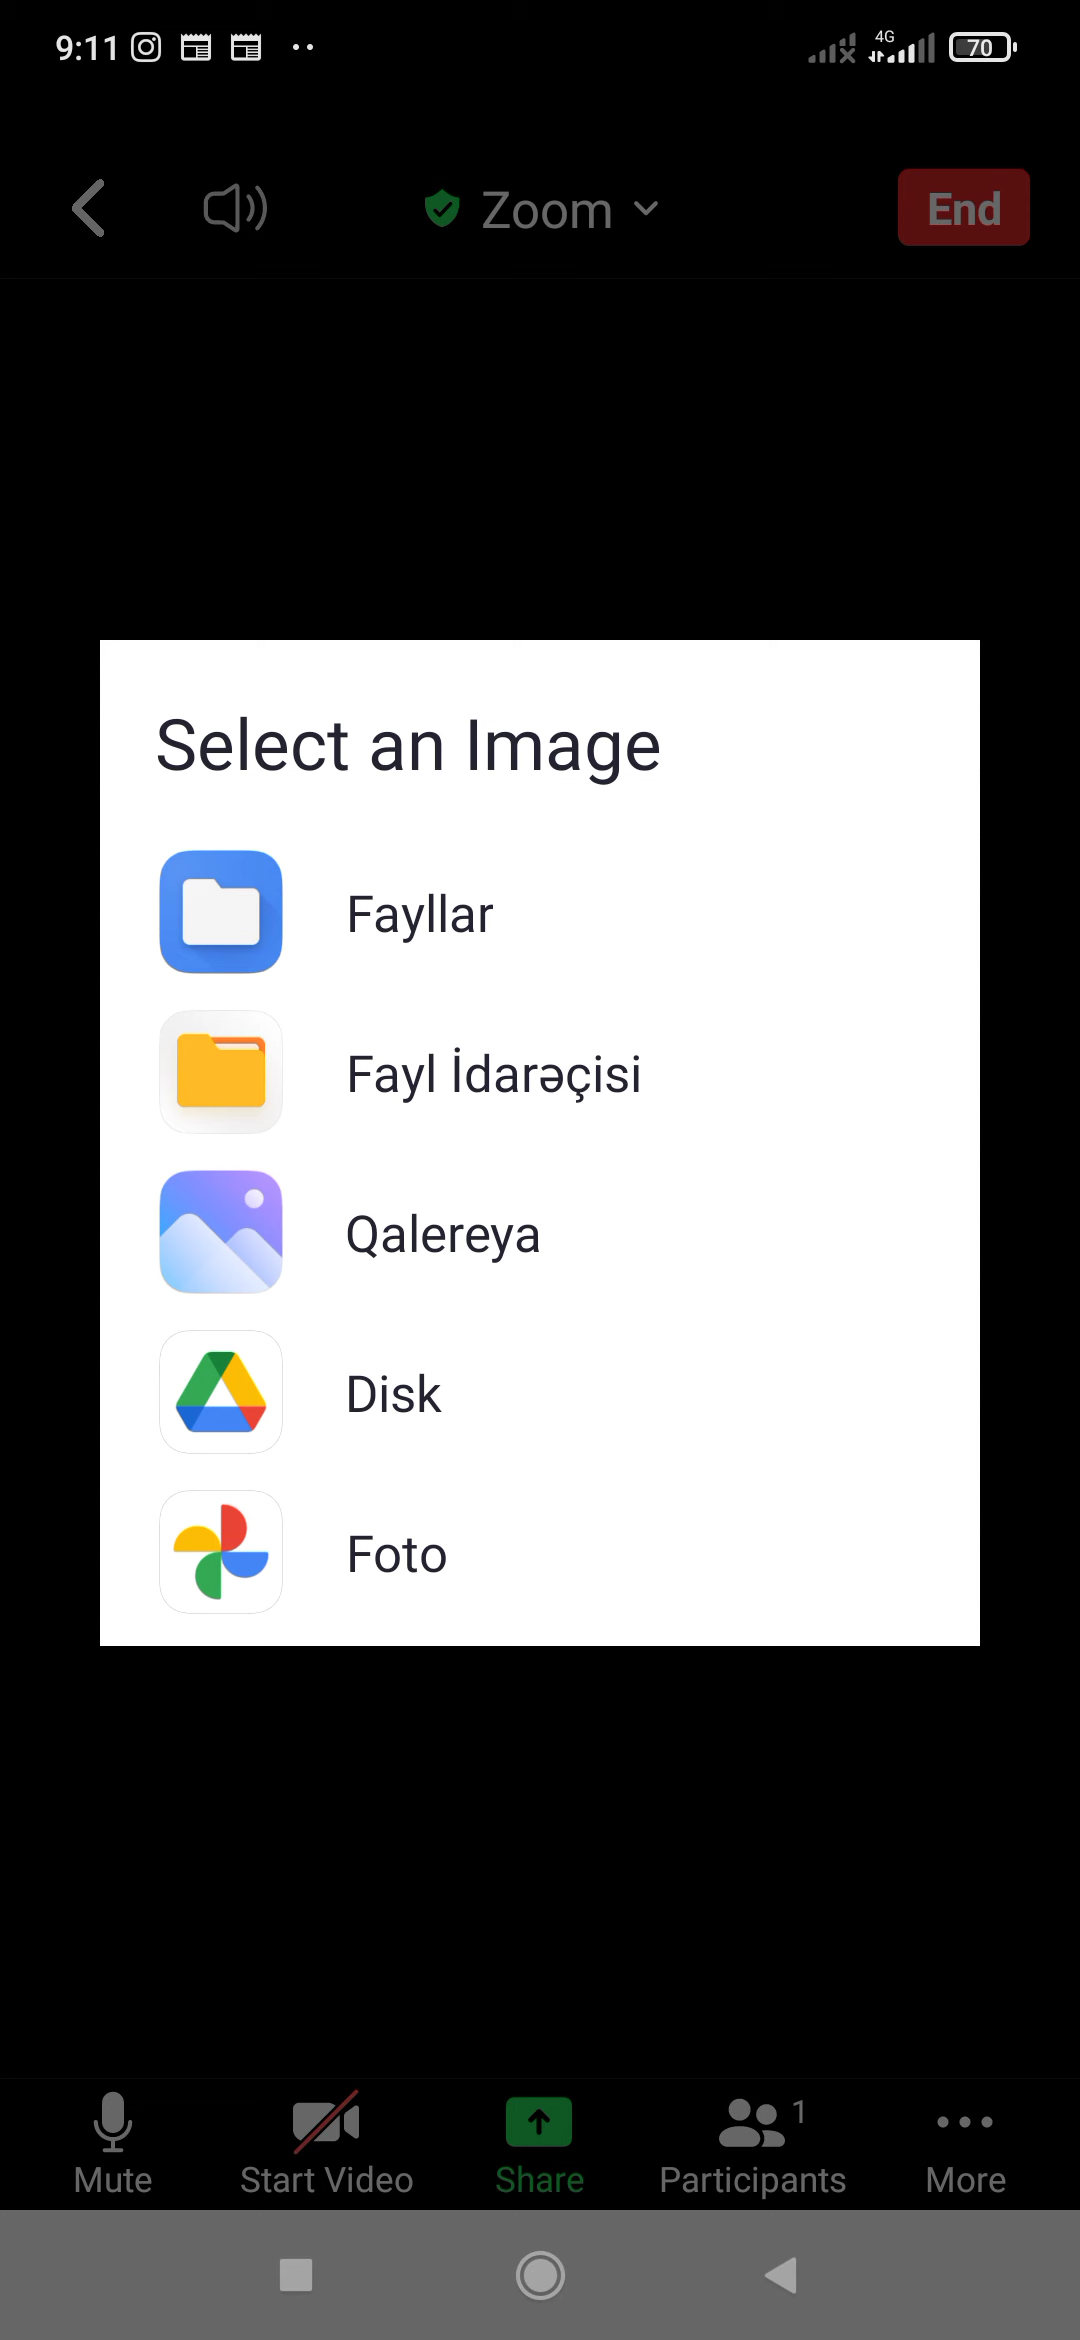 9:11
4G
70
Zoom
End
Select an Image
Fayllar
Fayl İdarəçisi
Qalereya
Disk
Foto
1
Mute
Start Video
Share
Participants
More